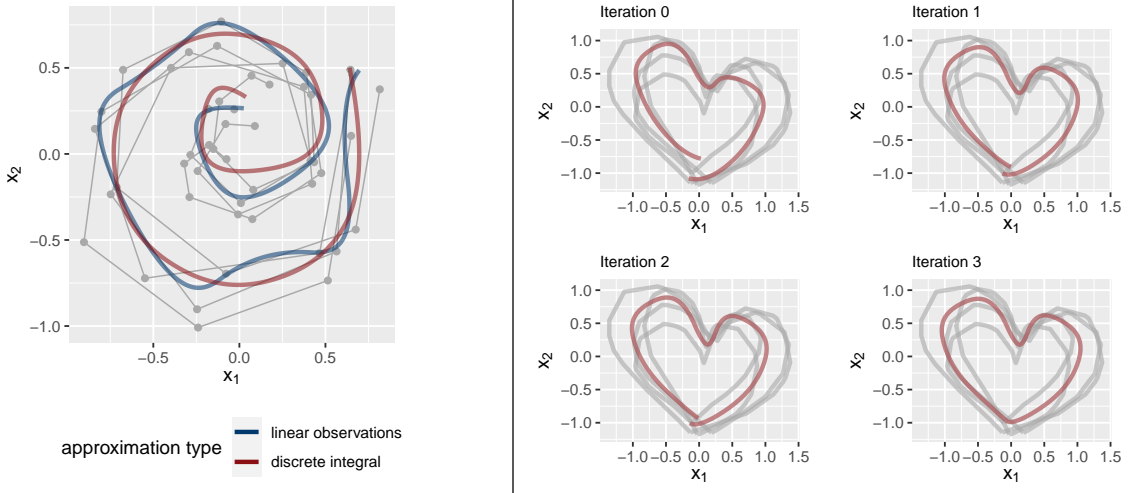 x2
0.5
0.0
−0.5
−1.0
−0.5 0.0 0.5
x1
approximation type
linear observations
discrete integral
Iteration 0
x2
1.0
0.5
0.0
−0.5
−1.0
−1.0 −0.5 0.0 0.5 1.0 1.5
x1
Iteration 1
x2
1.0
0.5
0.0
−0.5
−1.0
−1.0 −0.5 0.0 0.5 1.0 1.5
x1
Iteration 2
x2
1.0
0.5
0.0
−0.5
−1.0
−1.0 −0.5 0.0 0.5 1.0 1.5
x1
Iteration 3
x2
1.0
0.5
0.0
−0.5
−1.0
−1.0 −0.5 0.0 0.5 1.0 1.5
x1